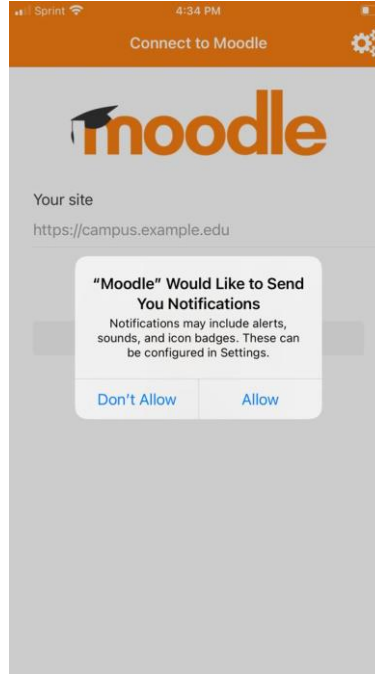 Sprint 4:34 PM
Connect to Moodle
moodle
Your site
https://campus.example.edu
“Moodle” Would Like to Send
You Notifications
Notifications may include alerts,
sounds, and icon badges. These can
be configured in Settings.
Don’t Allow Allow